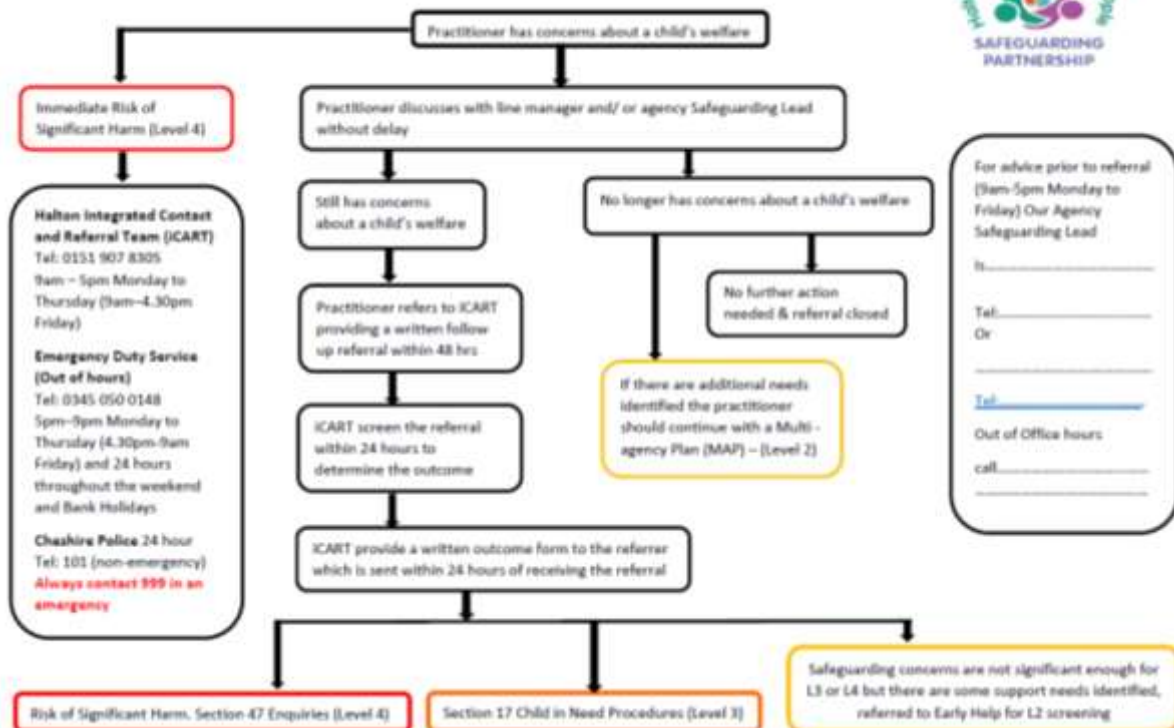 SAFEGUARDING
PARTNERSHIP
Practitioner has concerns about a child's welfare
Immediate Risk of
Significant Harm (Level 4)
Practitioner discusses with line manager and/ or agency Safeguarding Lead
without delay
Halton Integrated Contact
and Referral Team (iCART)
Tel: 0151 907 8305
9am – 5pm Monday to
Thursday (9am–4.30pm
Friday)
Emergency Duty Service
(Out of hours)
Tel: 0345 050 0148
5pm–9pm Monday to
Thursday (4.30pm-9am
Friday) and 24 hours
throughout the weekend
and Bank Holidays
Cheshire Police 24 hour
Tel: 101 (non-emergency)
Always contact 999 in an
emergency
Still has concerns
about a child's welfare
No longer has concerns about a child's welfare
Practitioner refers to iCART
providing a written follow
up referral within 48 hrs
No further action
needed & referral closed
If there are additional needs
identified the practitioner
should continue with a Multi -
agency Plan (MAP) – (Level 2)
iCART screen the referral
within 24 hours to
determine the outcome
iCART provide a written outcome form to the referrer
which is sent within 24 hours of receiving the referral
For advice prior to referral
(9am-5pm Monday to
Friday) Our Agency
Safeguarding Lead
Is
Tel:
Or
Tel:
Out of Office hours
call
Risk of Significant Harm. Section 47 Enquiries (Level 4)
Section 17 Child in Need Procedures (Level 3)
Safeguarding concerns are not significant enough for
L3 or L4 but there are some support needs identified,
referred to Early Help for L2 screening